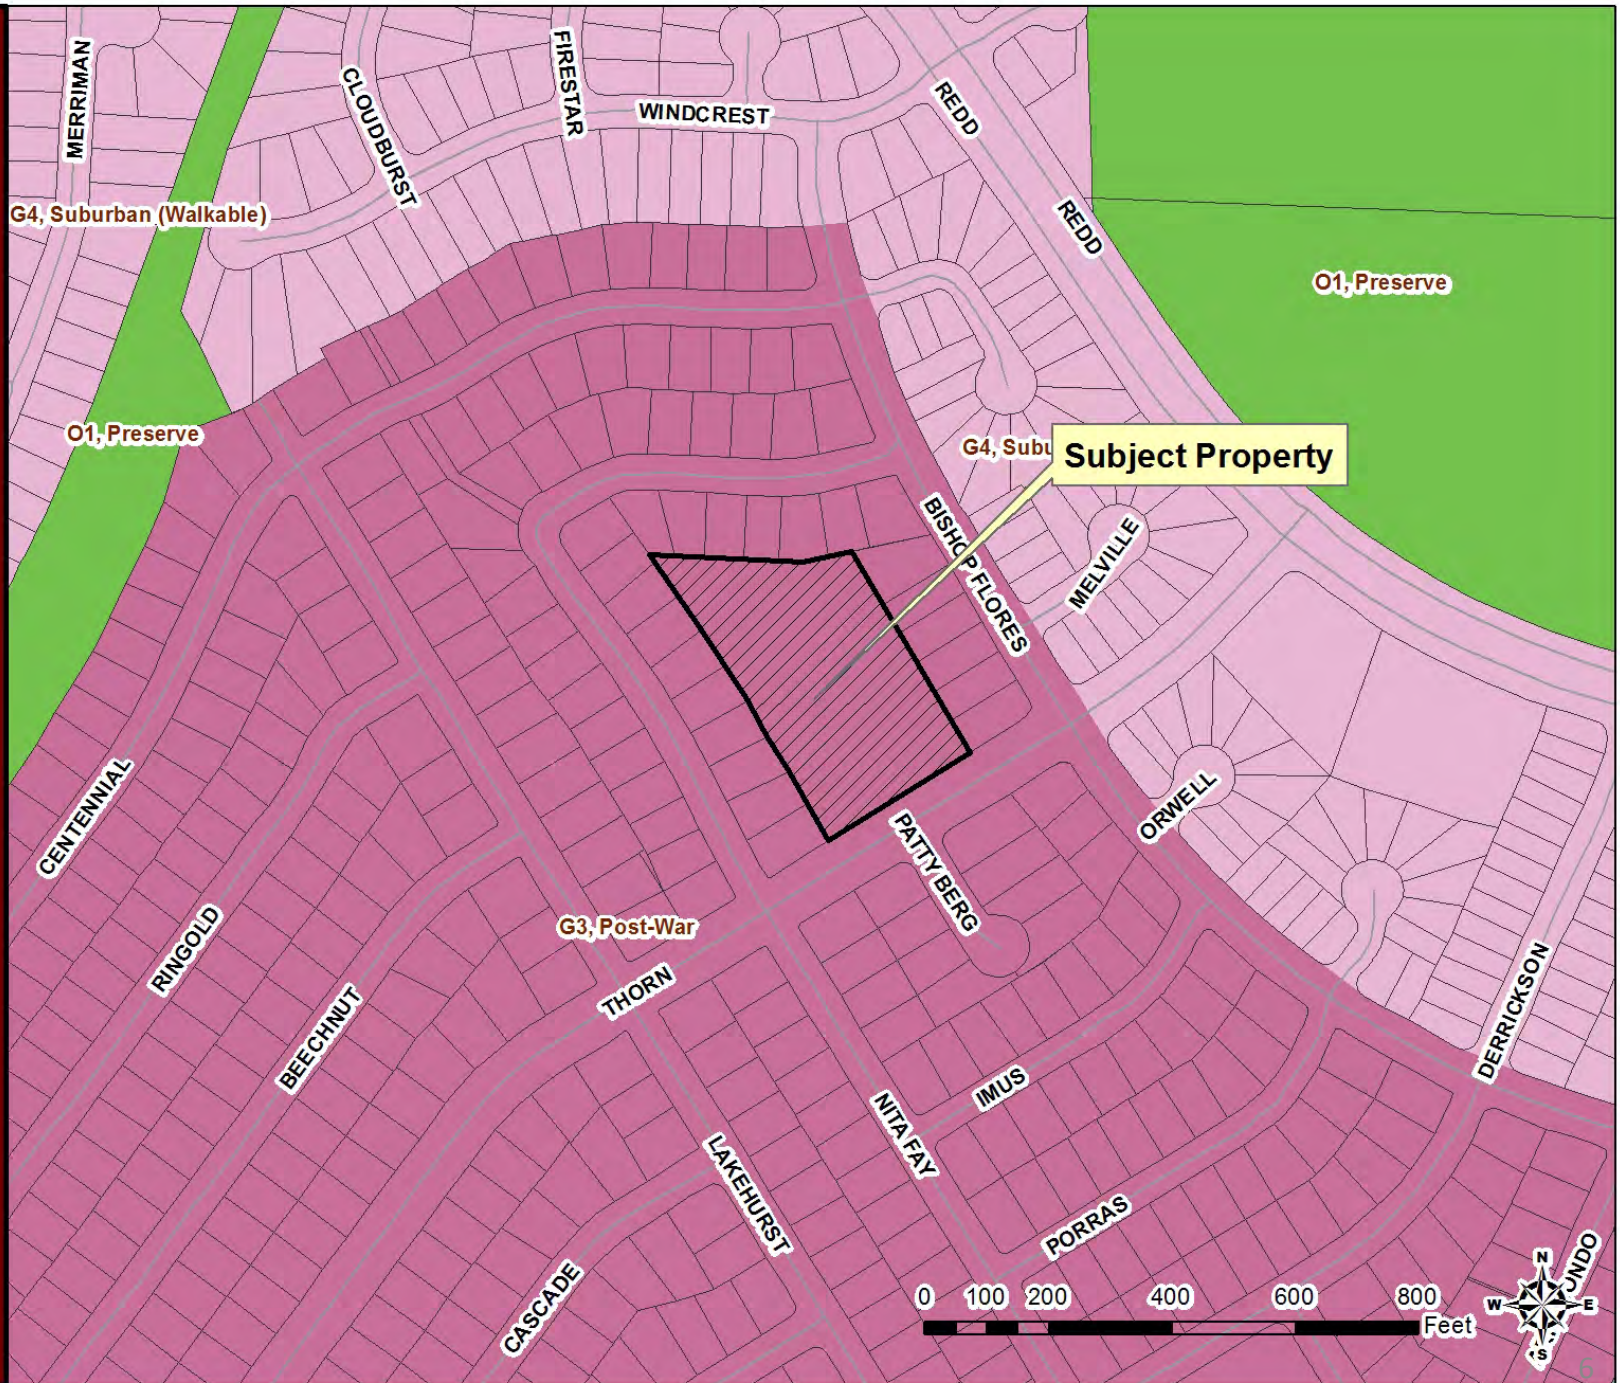 MERRIMAN
CLOUDBURST
FIRESTAR
WINDCREST
REDD
REDD
G4, Suburban (Walkable)
O1, Preserve
O1, Preserve
G4, Subu
Subject Property
BISHOP FLORES
MELVILLE
CENTENNIAL
RINGOLD
BEECHNUT
G3, Post-War
THORN
PATTY BERG
ORWELL
DERRICKSON
IMUS
NITA FAY
LAKEHURST
PORRAS
CASCADE
ONDO
0 100 200 400 600 800
Feet
N
W E
S
6